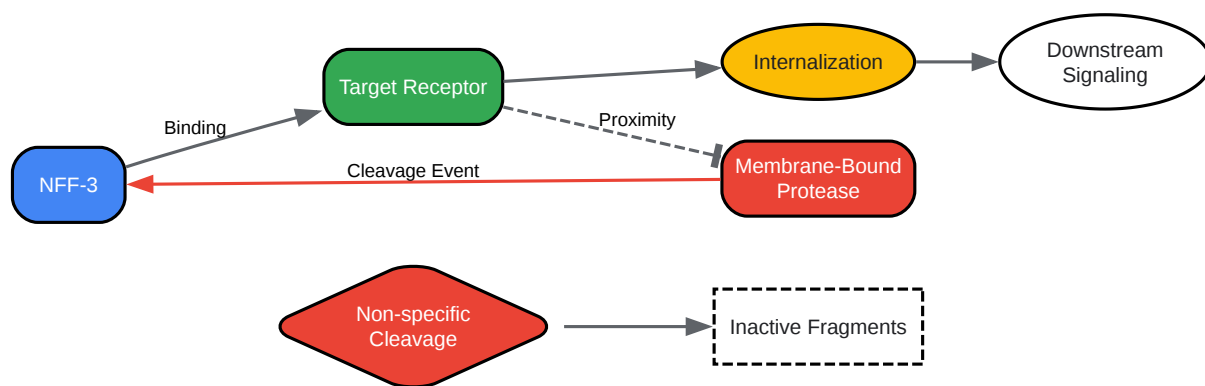 Downstream
Signaling
Internalization
Target Receptor
Binding
Proximity
Cleavage Event
Membrane-Bound
Protease
NFF-3
Non-specific
Cleavage
Inactive Fragments